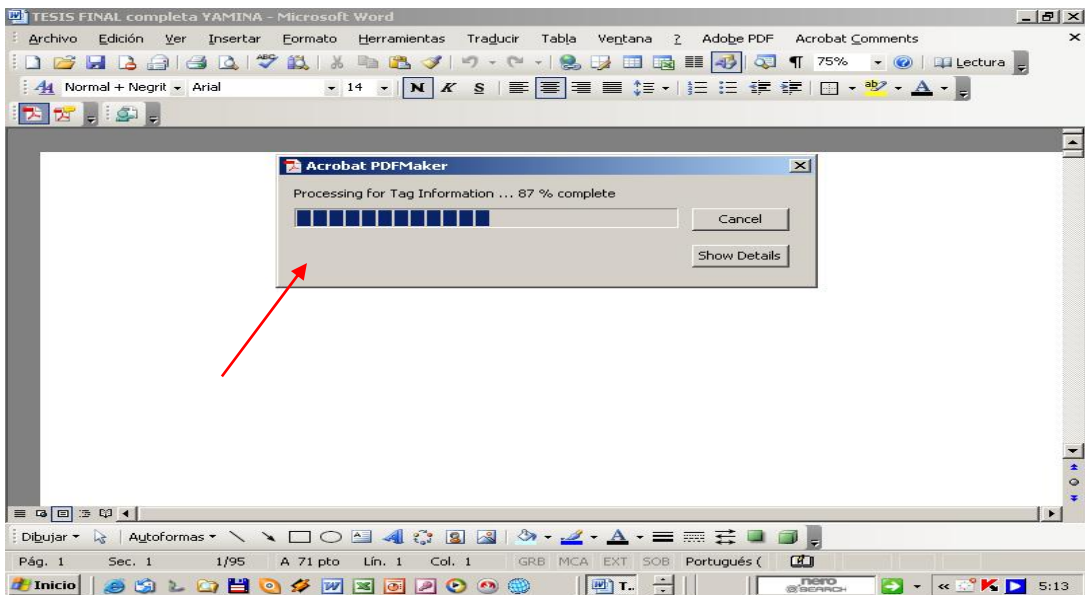 TESIS FINAL completa YAMINA - Microsoft Word
Archivo Edición Ver Insertar Formato Herramientas Traducir Tabla Ventana ? Adobe PDF Acrobat Comments
75% Lectura
Normal + Negrit Arial 14 N K S
Acrobat PDFMaker
Processing for Tag Information ... 87 % complete
Cancel
Show Details
Dibujar Autoformas
Pág. 1 Sec. 1 1/95 A 71 pto Lín. 1 Col. 1 GRB MCA EXT SOB Portugués (
Inicio T.. nero SEARCH « 5:13